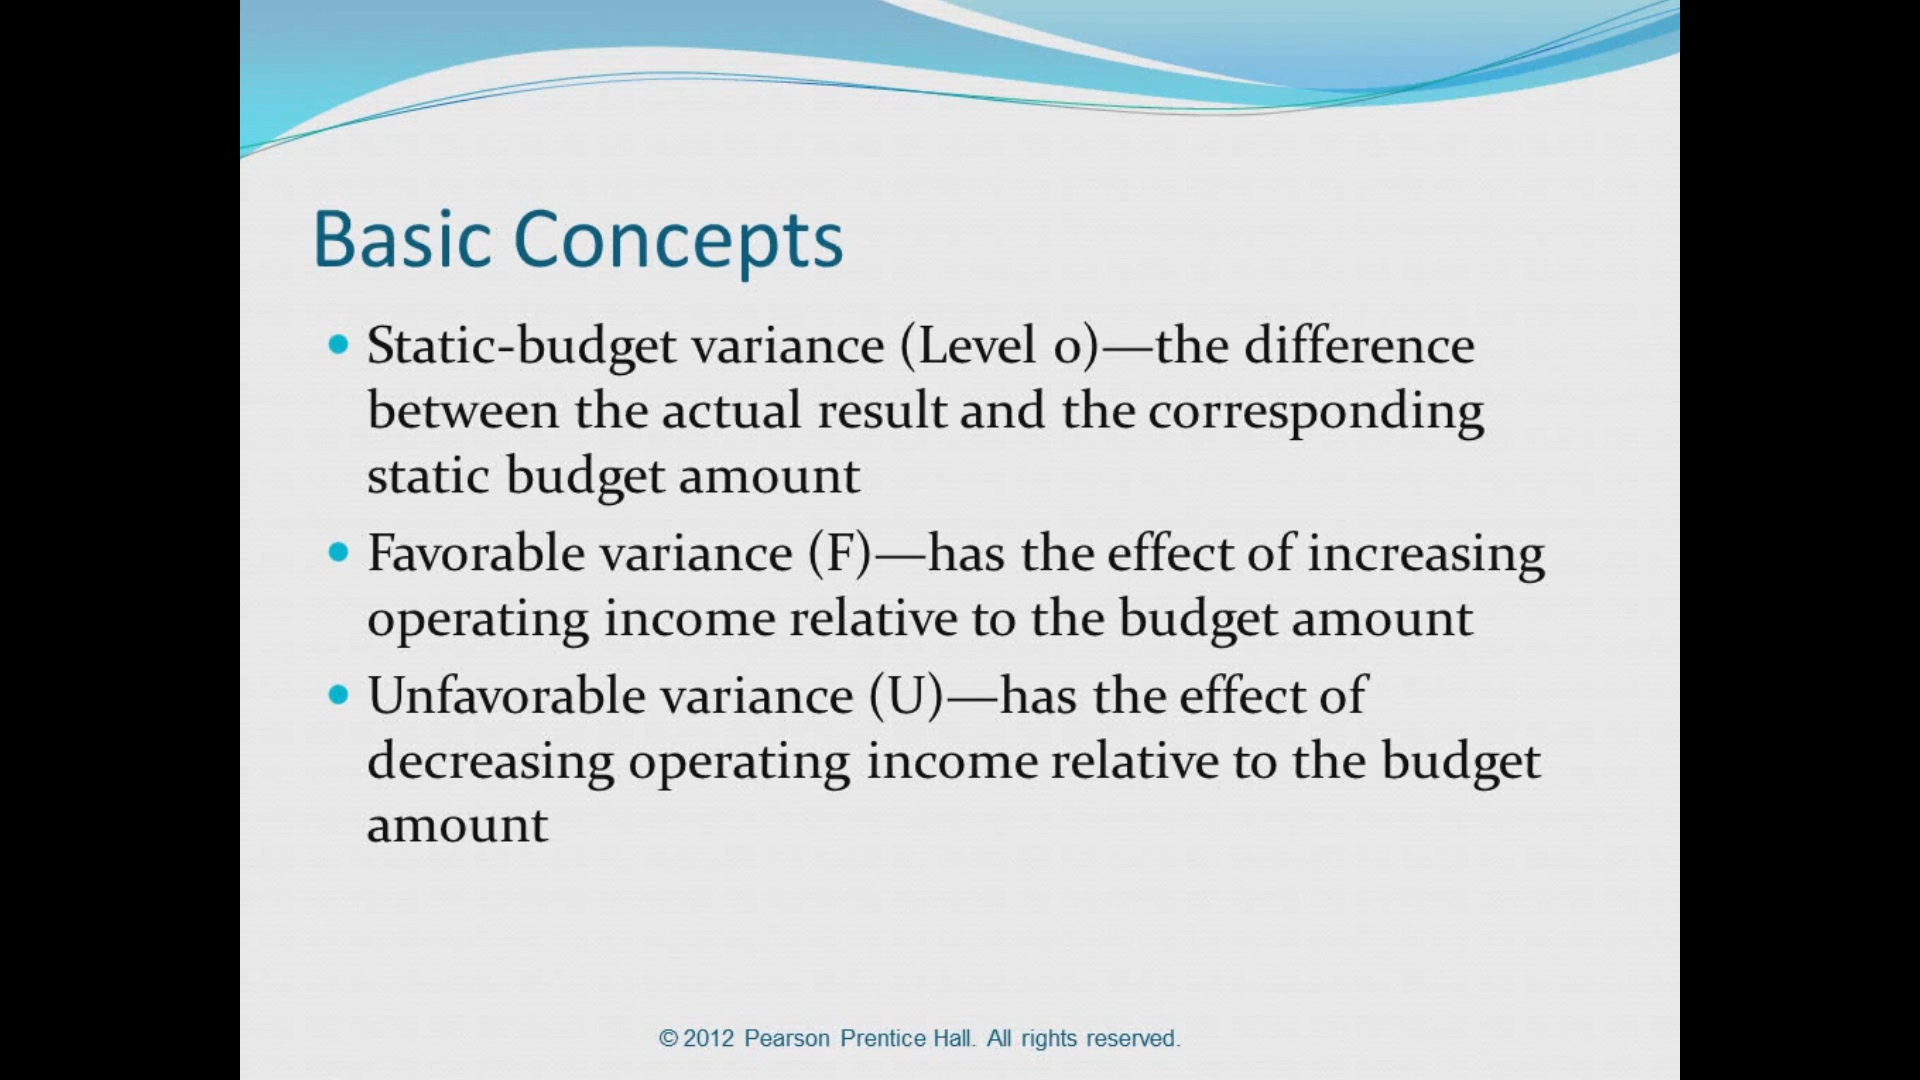 Basic Concepts
• Static-budget variance (Level 0)—the difference
between the actual result and the corresponding
static budget amount
• Favorable variance (F)—has the effect of increasing
operating income relative to the budget amount
• Unfavorable variance (U)—has the effect of
decreasing operating income relative to the budget
amount
© 2012 Pearson Prentice Hall. All rights reserved.